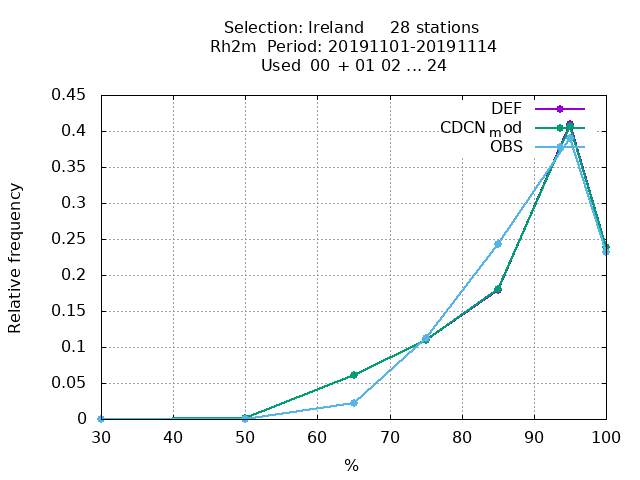 Selection: Ireland     28 stations
Rh2m  Period: 20191101-20191114
Used  00 + 01 02 ... 24
0.45
0.4
0.35
0.3
0.25
0.2
0.15
0.1
0.05
0
Relative frequency
DEF
CDCN_mod
OBS
30 40 50 60 70 80 90 100
%